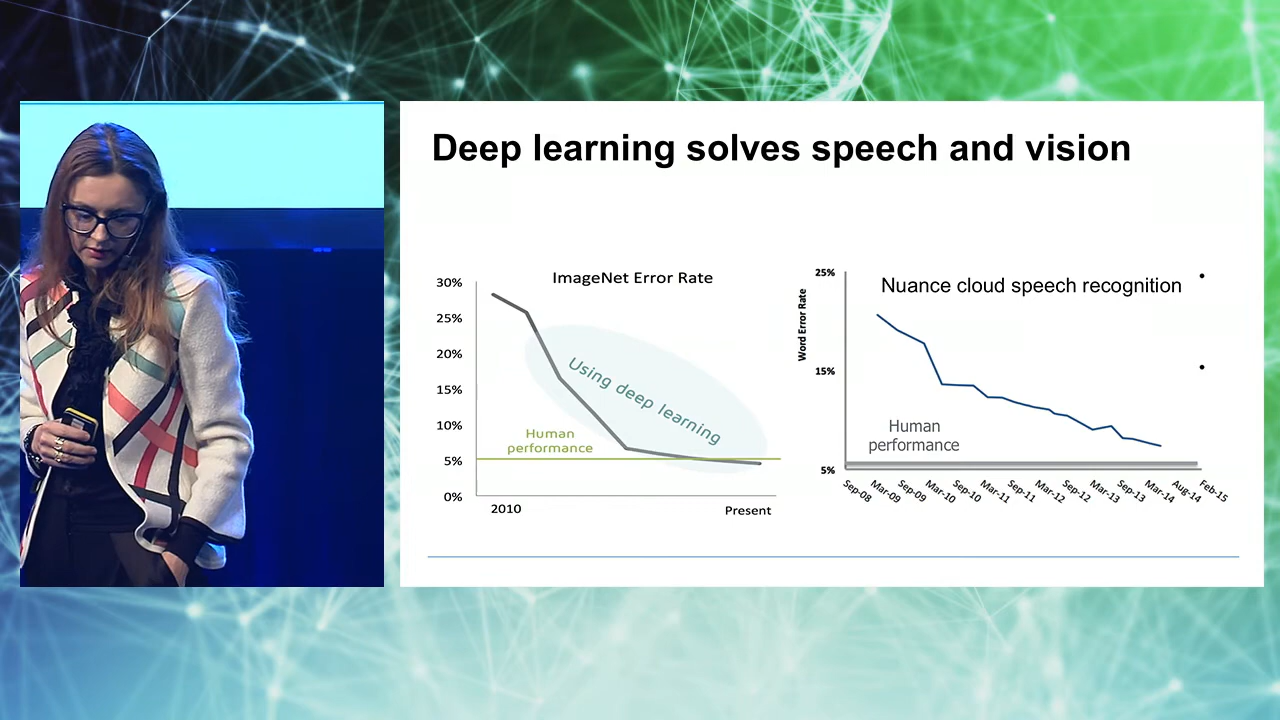 Deep learning solves speech and vision
ImageNet Error Rate
30%
25%
20%
15%
10%
5%
0%
Using deep learning
Human
performance
2010
Present
Nuance cloud speech recognition
Word Error Rate
25%
15%
5%
Human
performance
Sep-08
Mar-09
Sep-09
Mar-10
Sep-10
Mar-11
Sep-11
Mar-12
Sep-12
Mar-13
Sep-13
Mar-14
Aug-14
Feb-15